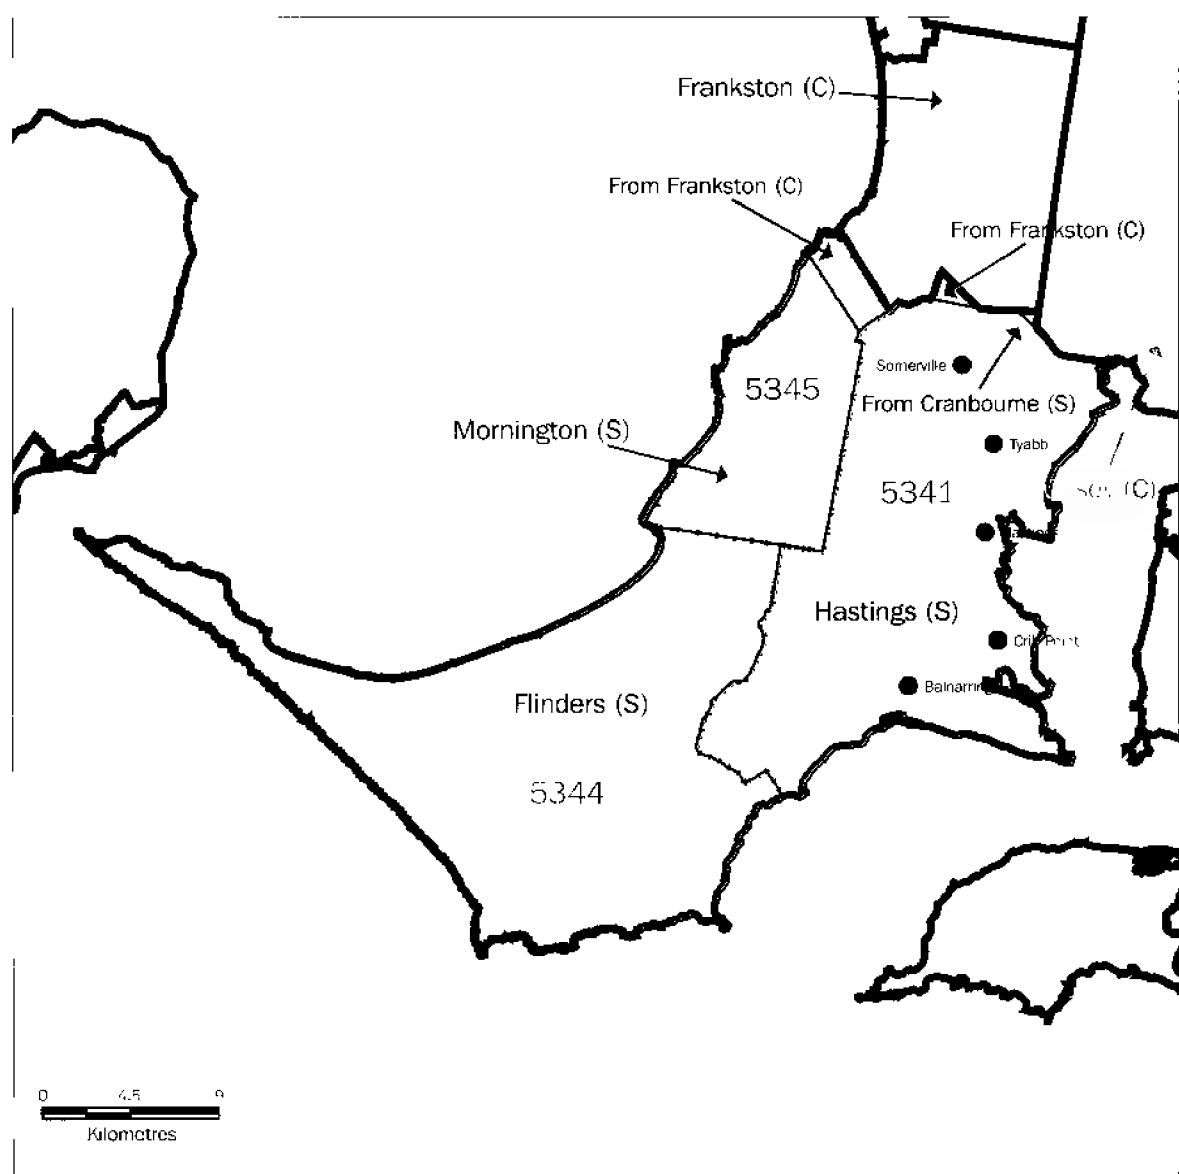 Frankston (C)
From Frankston (C)
From Frankston (C)
Somerville
5345
From Cranbourne (S)
Mornington (S)
Tyabb
5341
(C)
Hastings (S)
Point
Flinders (S)
5344
0 4.5 9
Kilometres